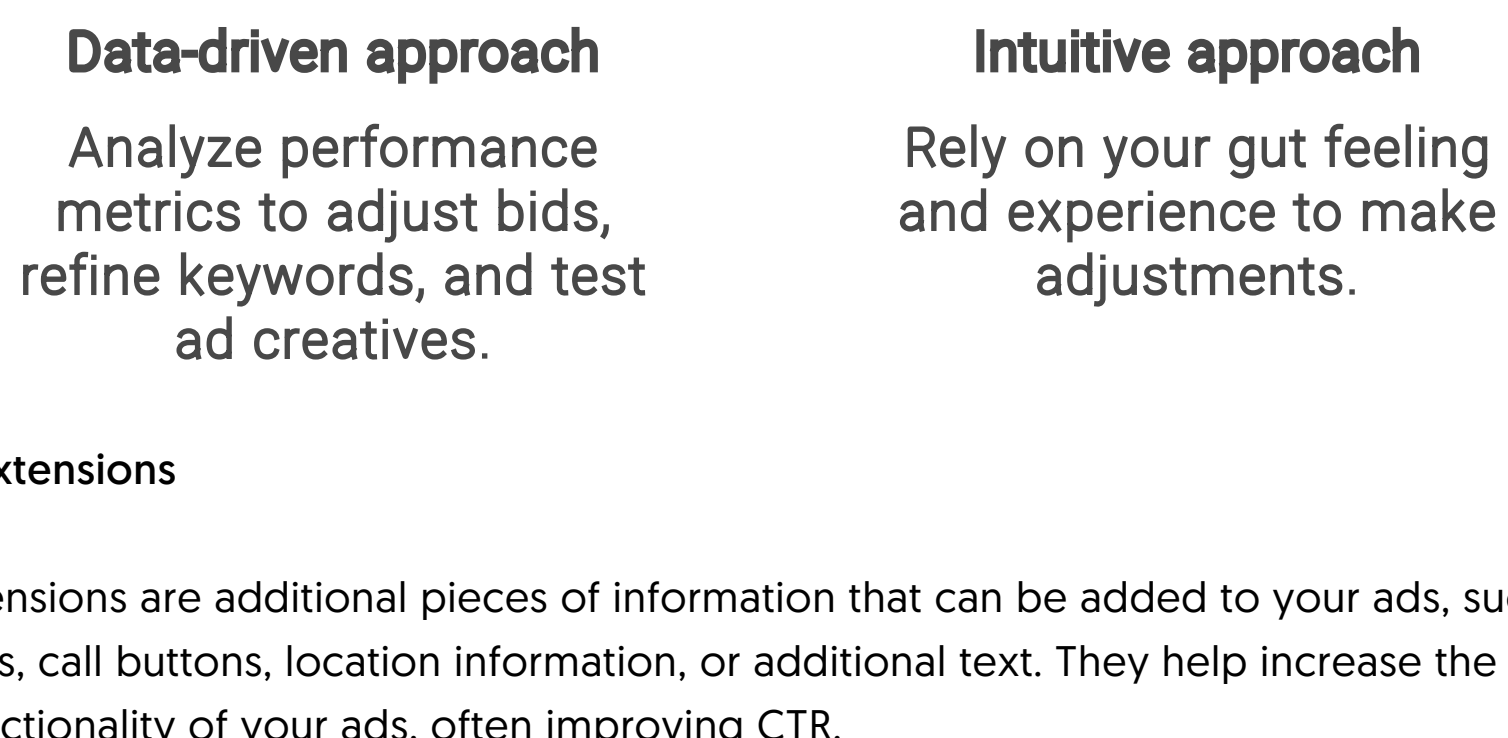 Data-driven approach
Analyze performance
metrics to adjust bids,
refine keywords, and test
ad creatives.
Intuitive approach
Rely on your gut feeling
and experience to make
adjustments.
xtensions
ensions are additional pieces of information that can be added to your ads, su
s, call buttons, location information, or additional text. They help increase the
ctionality of your ads, often improving CTR.